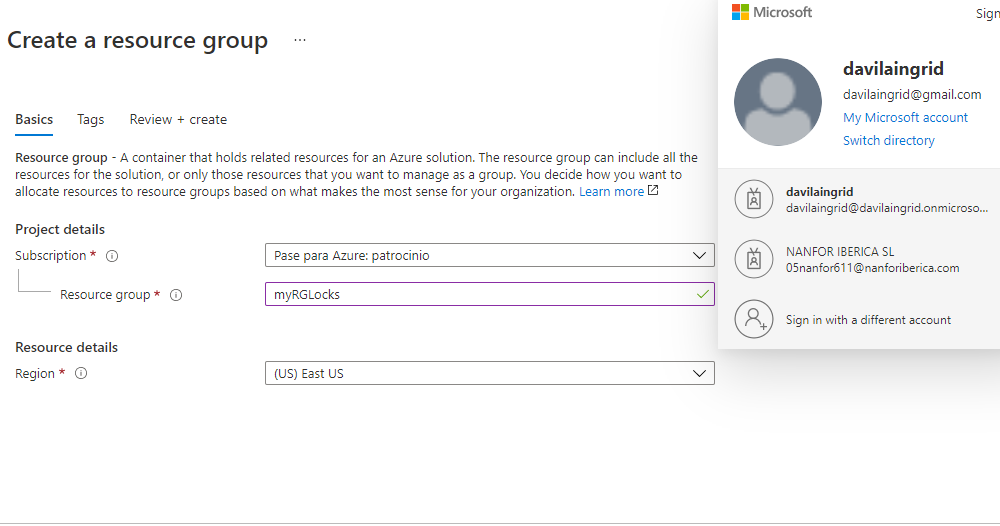 Create a resource group ...
Basics Tags Review + create
Resource group - A container that holds related resources for an Azure solution. The resource group can include all the
resources for the solution, or only those resources that you want to manage as a group. You decide how you want to
allocate resources to resource groups based on what makes the most sense for your organization. Learn more
Project details
Subscription *
Pase para Azure: patrocinio
Resource group *
myRGLocks
Resource details
Region *
(US) East US
Microsoft
Sign
davilaingrid
davilaingrid@gmail.com
My Microsoft account
Switch directory
davilaingrid
davilaingrid@davilaingrid.onmicroso...
NANFOR IBERICA SL
05nanfor611@nanforiberica.com
Sign in with a different account